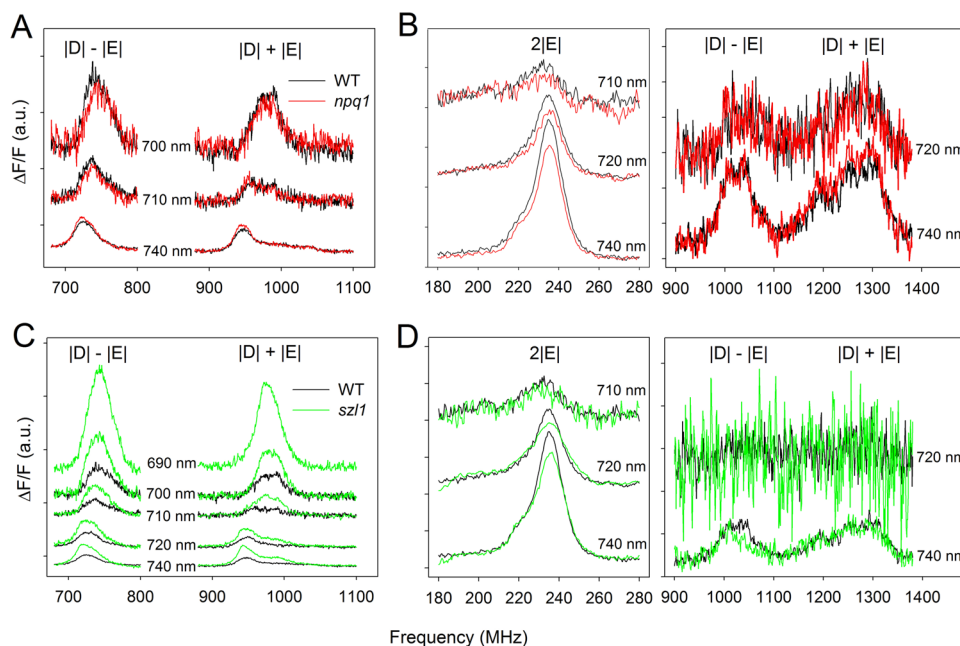 A
|D| - |E|
|D| + |E|
WT
npq1
700 nm
710 nm
740 nm
ΔF/F (a.u.)
700 800 900 1000 1100
B
2|E|
710 nm
720 nm
740 nm
180 200 220 240 260 280
|D| - |E|
|D| + |E|
720 nm
740 nm
900 1000 1100 1200 1300 1400
MHz
MHz
C
|D| - |E|
|D| + |E|
WT
szl1
690 nm
700 nm
710 nm
720 nm
740 nm
ΔF/F (a.u.)
700 800 900 1000 1100
D
2|E|
710 nm
720 nm
740 nm
180 200 220 240 260 280
|D| - |E|
|D| + |E|
720 nm
740 nm
900 1000 1100 1200 1300 1400
Frequency (MHz)